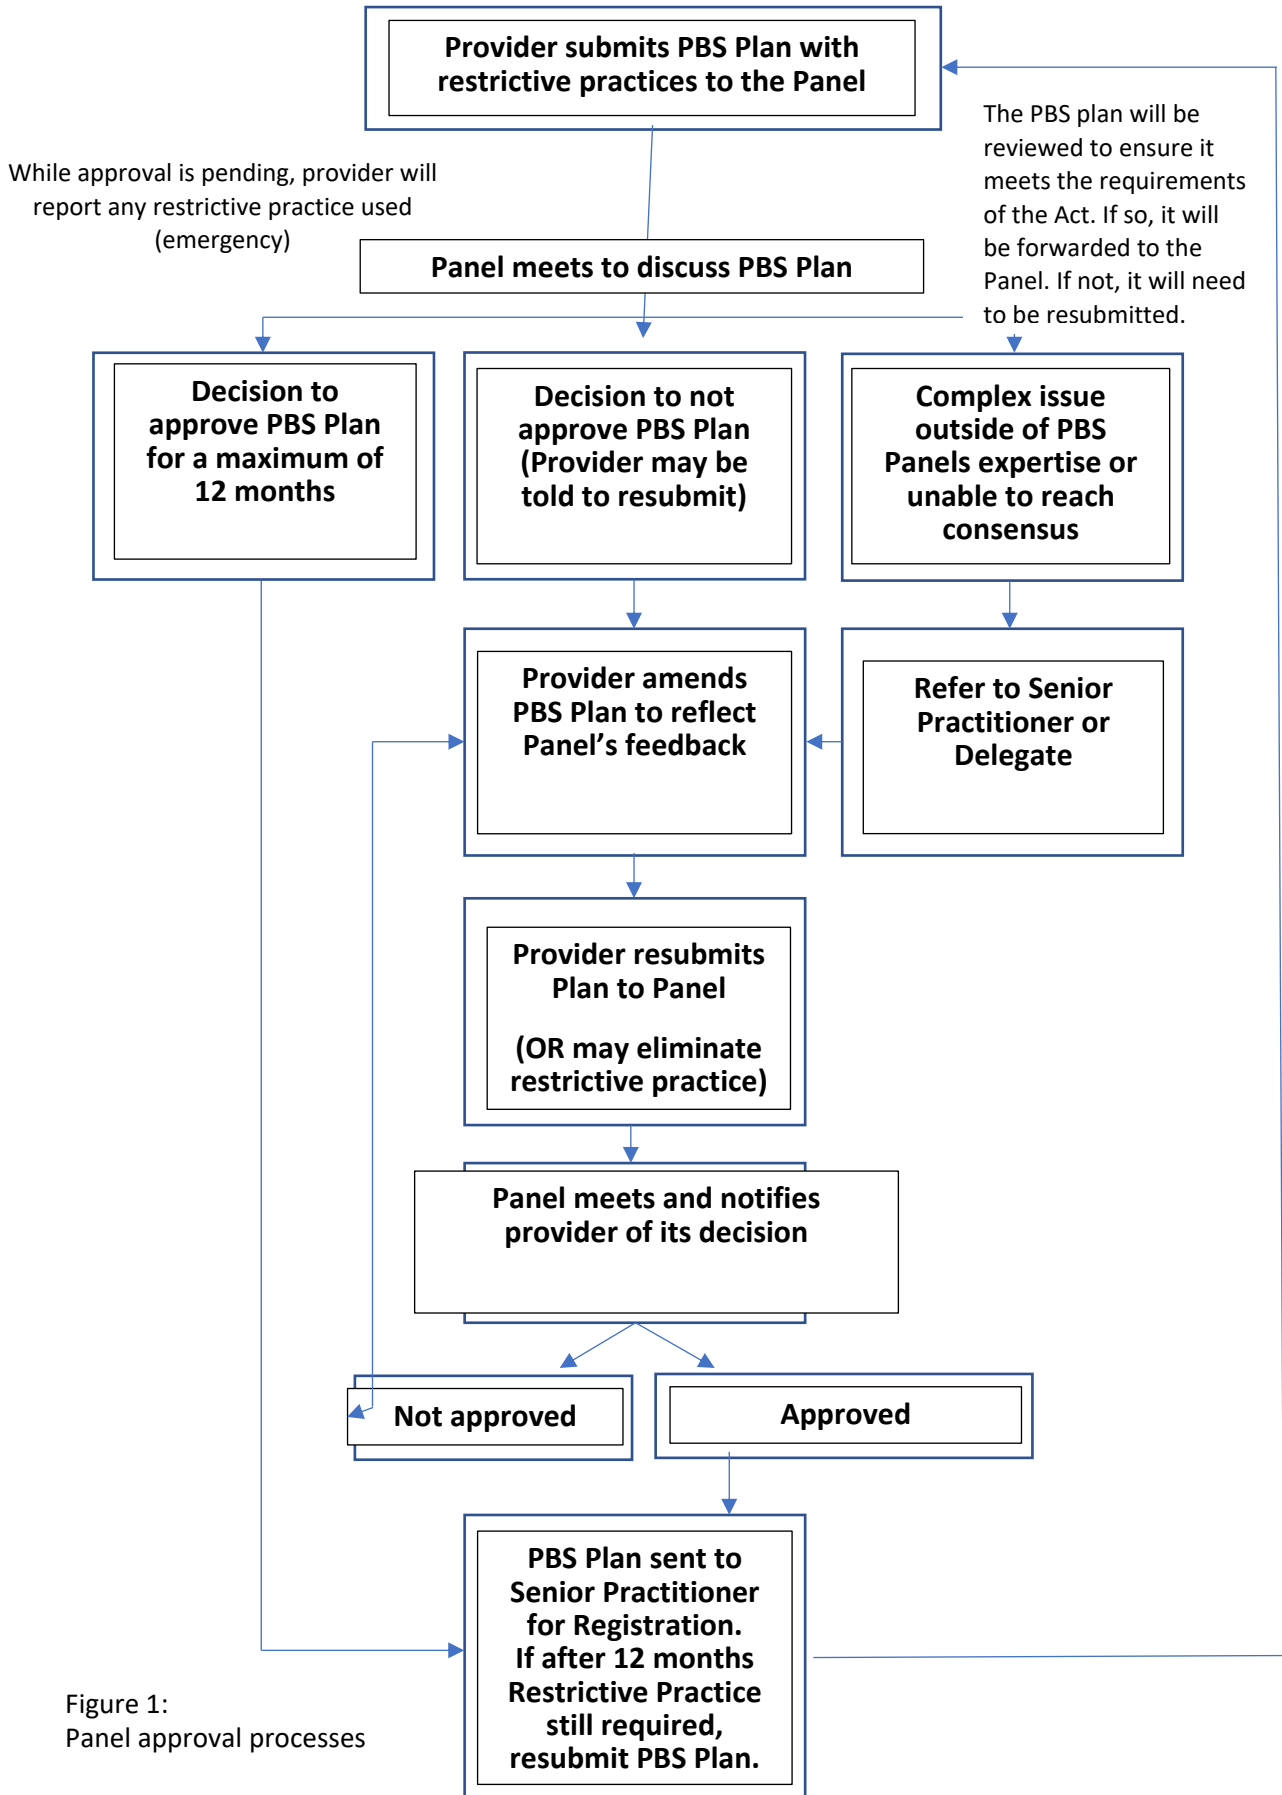 Provider submits PBS Plan with
restrictive practices to the Panel
The PBS plan will be
reviewed to ensure it
meets the requirements
of the Act. If so, it will
be forwarded to the
Panel. If not, it will need
to be resubmitted.
While approval is pending, provider will
report any restrictive practice used
(emergency)
Panel meets to discuss PBS Plan
Decision to
approve PBS Plan
for a maximum of
12 months
Decision to not
approve PBS Plan
(Provider may be
told to resubmit)
Complex issue
outside of PBS
Panels expertise or
unable to reach
consensus
Provider amends
PBS Plan to reflect
Panel’s feedback
Refer to Senior
Practitioner or
Delegate
Provider resubmits
Plan to Panel
(OR may eliminate
restrictive practice)
Panel meets and notifies
provider of its decision
Not approved
Approved
PBS Plan sent to
Senior Practitioner
for Registration.
If after 12 months
Restrictive Practice
still required,
resubmit PBS Plan.
Figure 1:
Panel approval processes